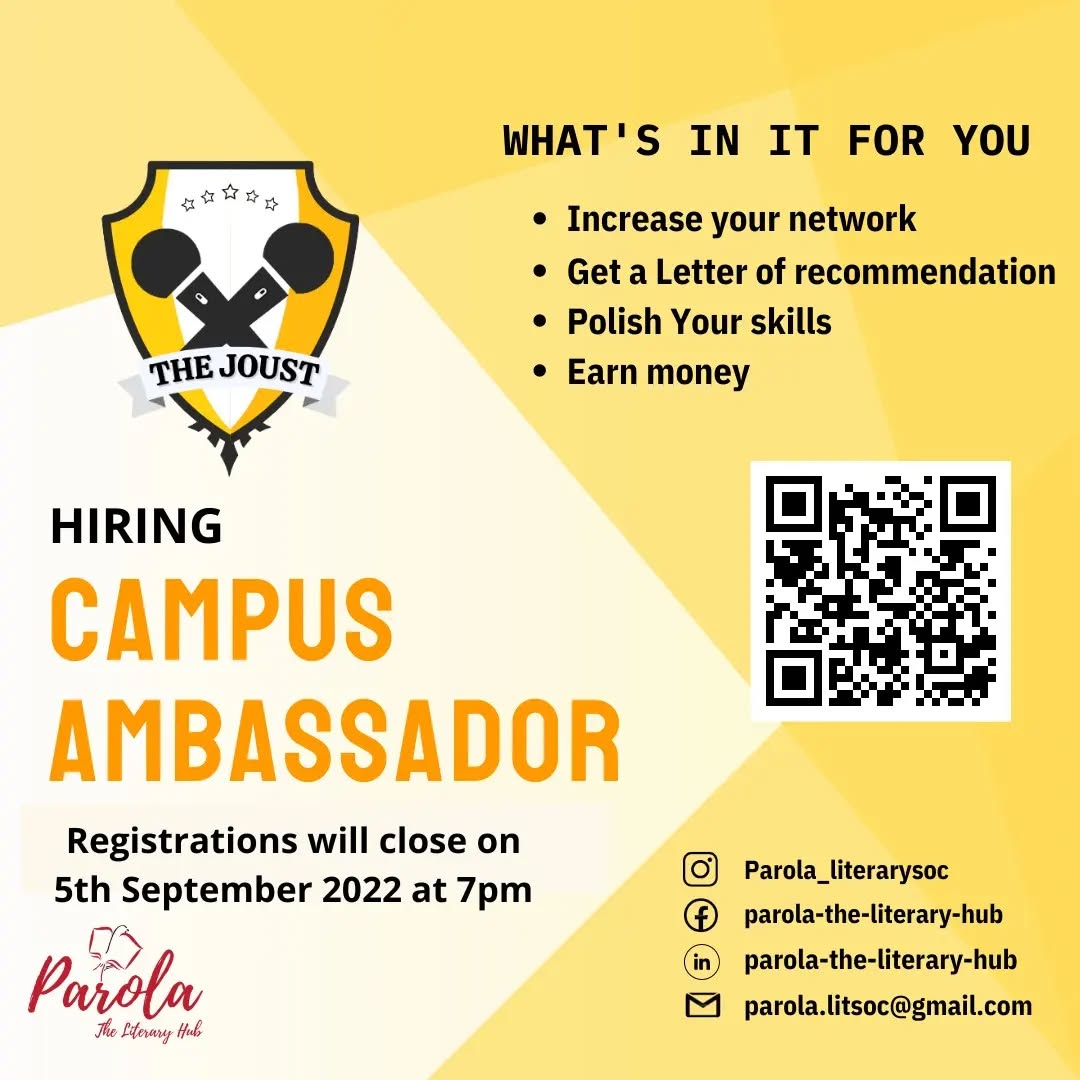 THE JOUST
HIRING
CAMPUS
AMBASSADOR
Registrations will close on
5th September 2022 at 7pm
Parola
The Literary Hub
WHAT'S IN IT FOR YOU
• Increase your network
• Get a Letter of recommendation
• Polish Your skills
• Earn money
Parola_literarysoc
parola-the-literary-hub
in parola-the-literary-hub
parola.litsoc@gmail.com